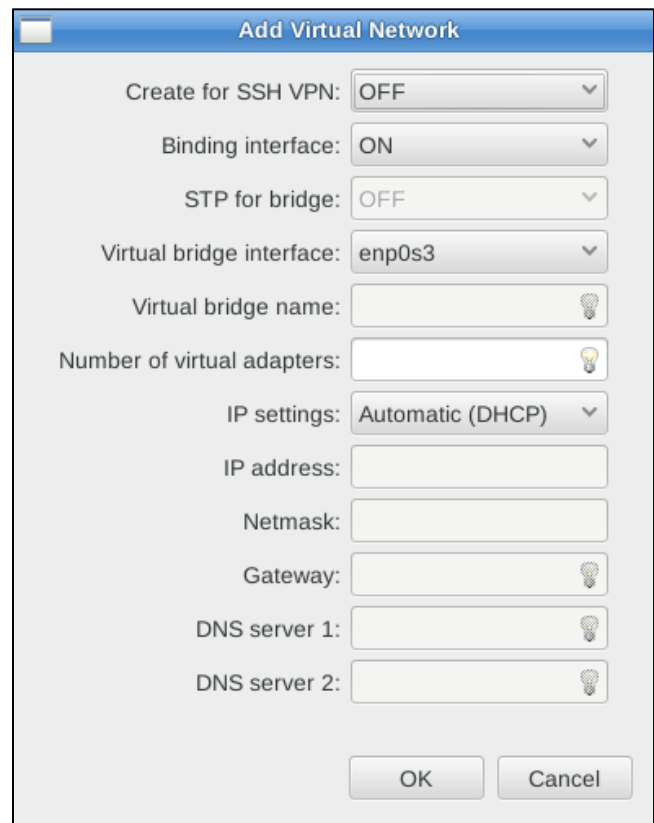 Add Virtual Network
Create for SSH VPN: OFF
Binding interface: ON
STP for bridge: OFF
Virtual bridge interface: enp0s3
Virtual bridge name:
Number of virtual adapters:
IP settings: Automatic (DHCP)
IP address:
Netmask:
Gateway:
DNS server 1:
DNS server 2:
OK Cancel